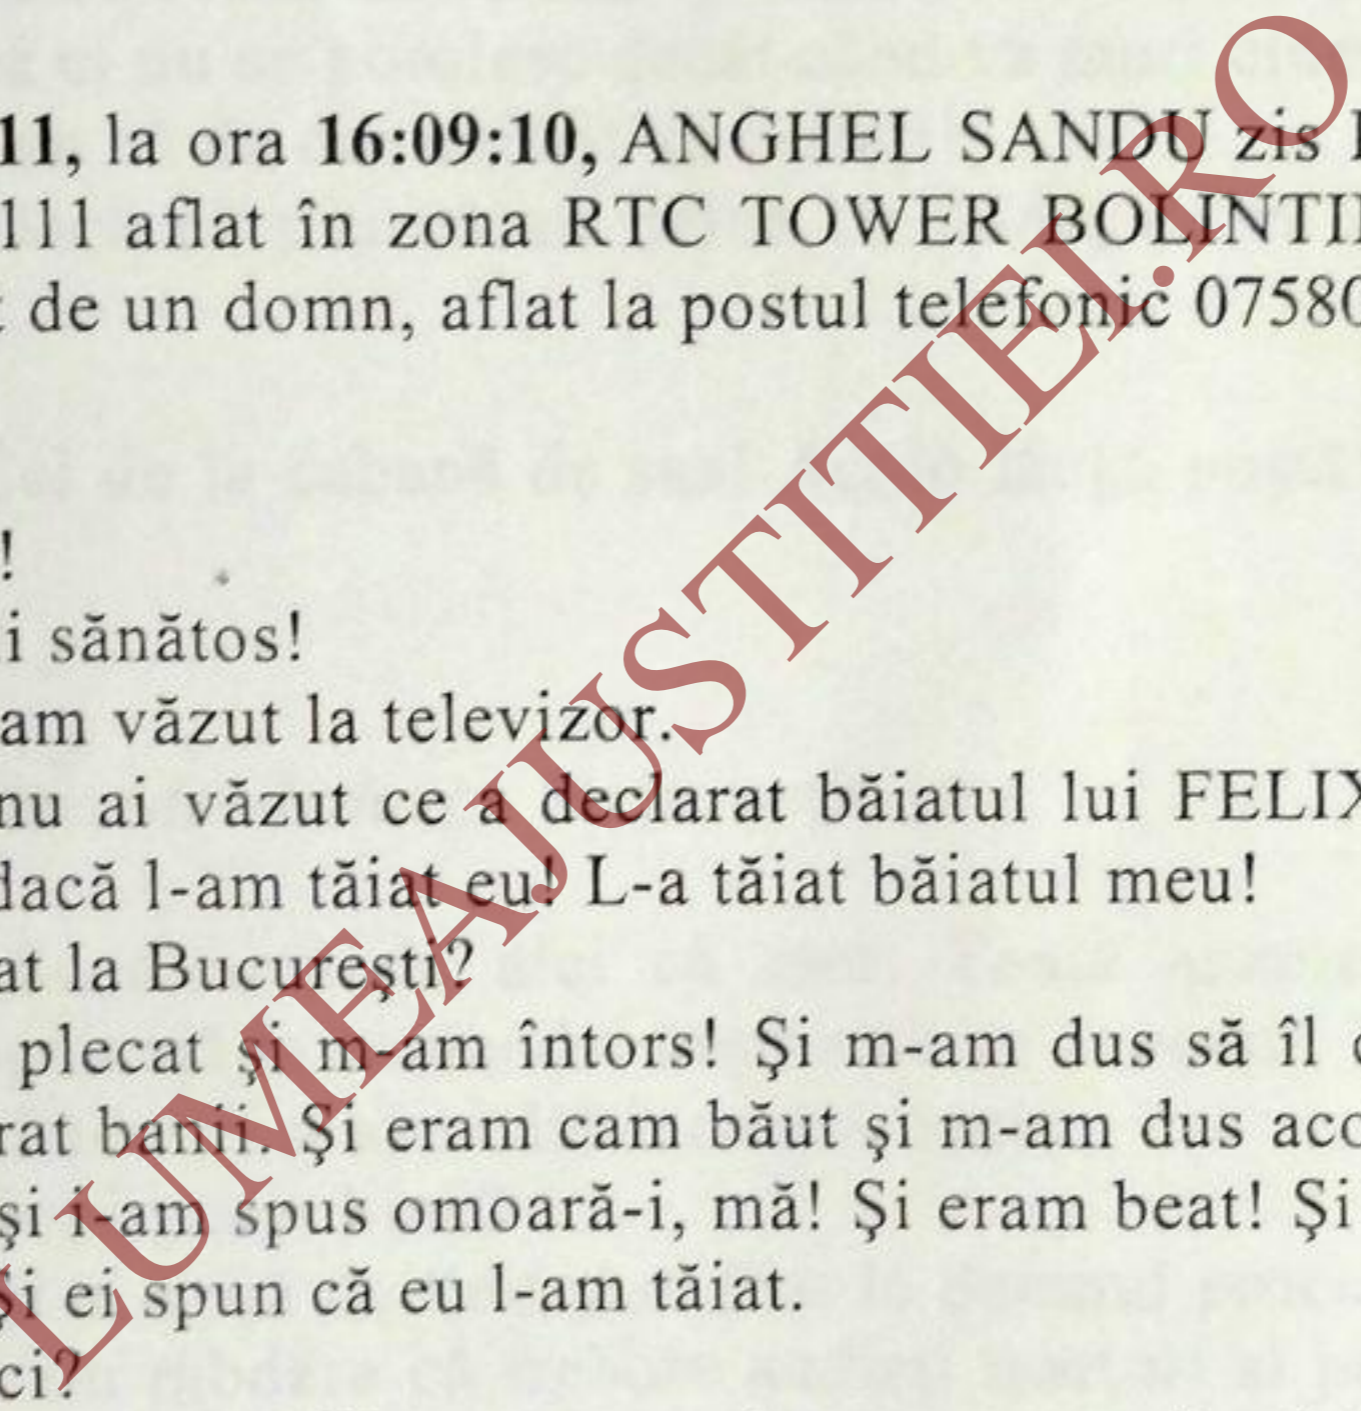 11, la ora 16:09:10, ANGHEL SANDU zis
111 aflat în zona RTC TOWER BOLINTI
de un domn, aflat la postul telefonic 07580
!
i sănătos!
am văzut la televizor.
nu ai văzut ce a declarat băiatul lui FELIX
dacă l-am tăiat eu! L-a tăiat băiatul meu!
at la Bucureşti?
plecat şi m-am întors! Şi m-am dus să îl
rat banii. Şi eram cam băut şi m-am dus aco
şi i-am spus omoară-i, mă! Şi eram beat! Şi
Şi ei spun că eu l-am tăiat.
ci?
LUMEAJUSTITIEI.RO